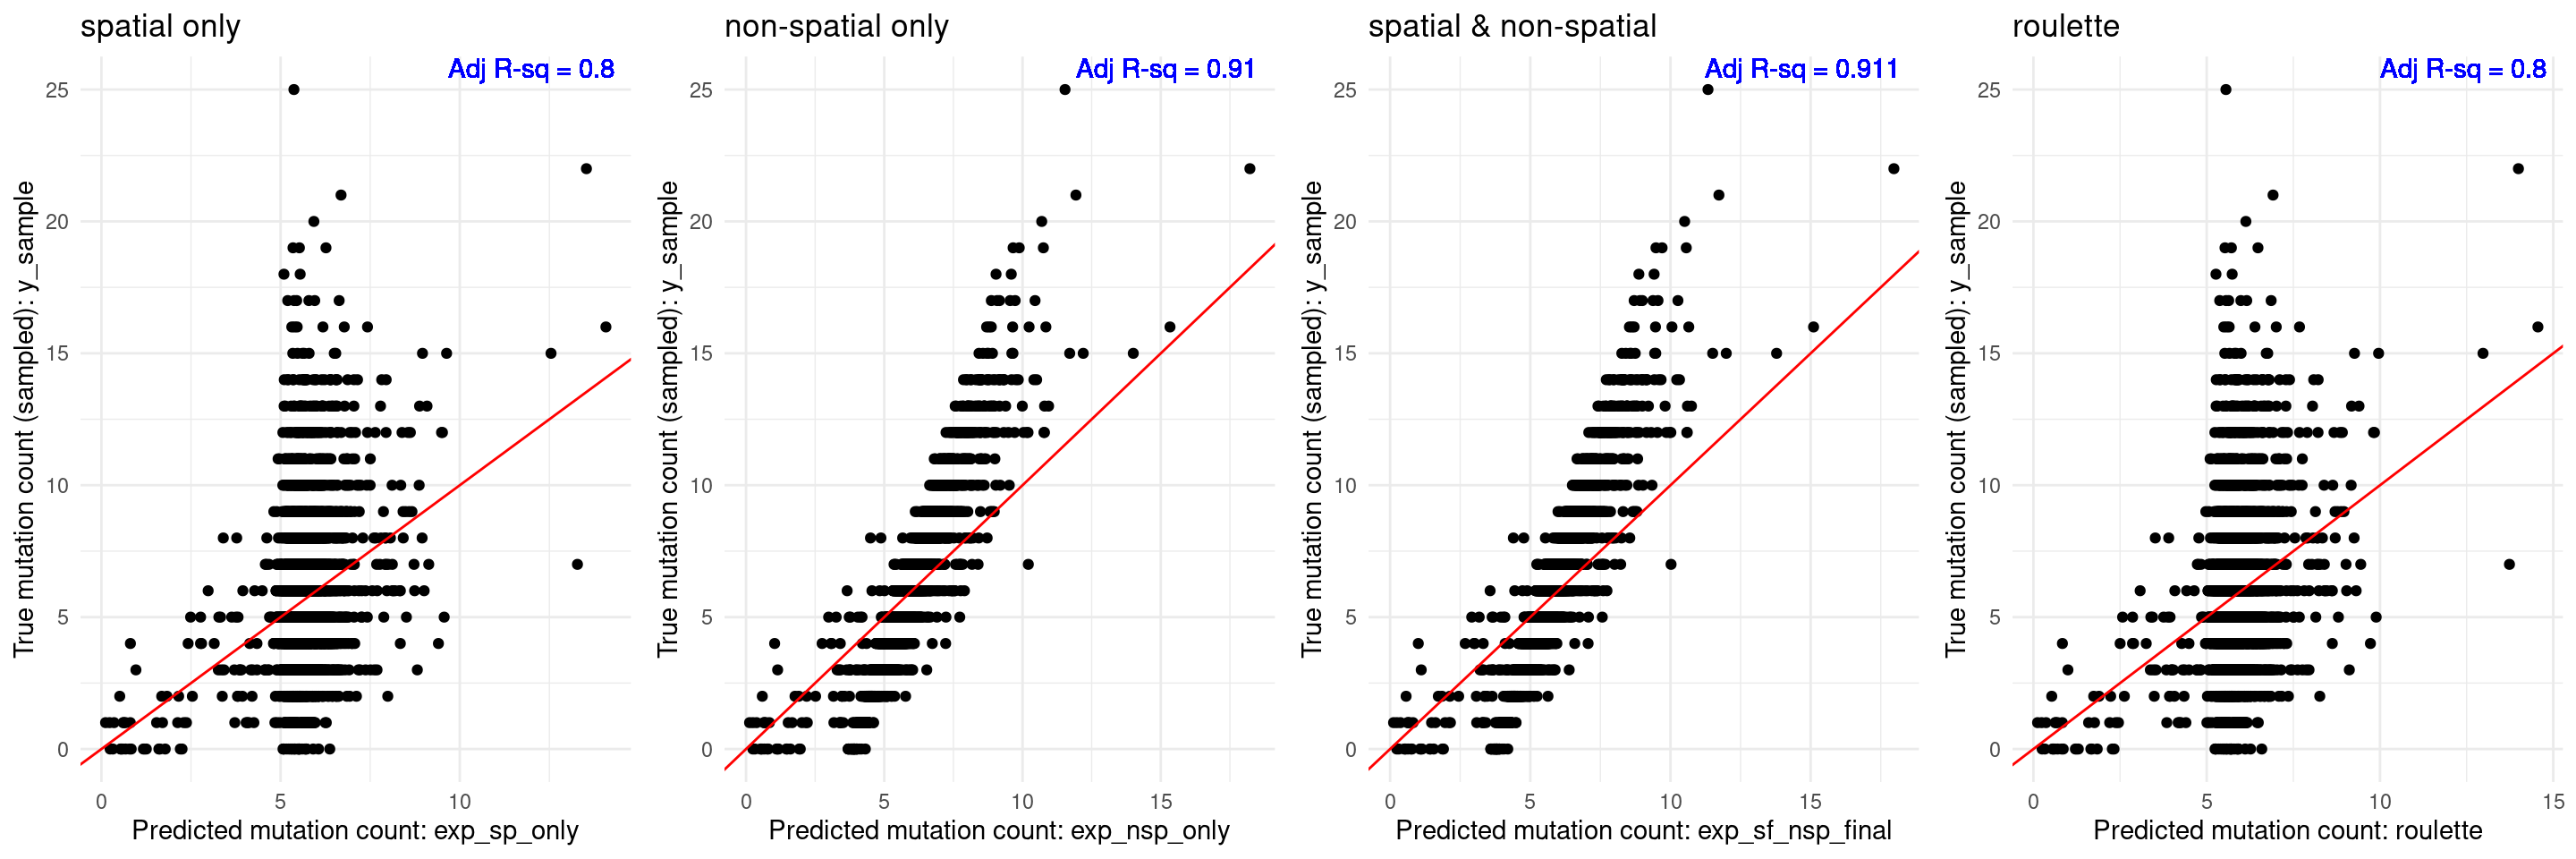 spatial only
Adj R-sq = 0.8
True mutation count (sampled): y_sample
25
20
15
10
5
0
0 5 10
Predicted mutation count: exp_sp_only
non-spatial only
Adj R-sq = 0.91
True mutation count (sampled): y_sample
25
20
15
10
5
0
0 5 10 15
Predicted mutation count: exp_nsp_only
spatial & non-spatial
Adj R-sq = 0.911
True mutation count (sampled): y_sample
25
20
15
10
5
0
0 5 10 15
Predicted mutation count: exp_sf_nsp_final
roulette
Adj R-sq = 0.8
True mutation count (sampled): y_sample
25
20
15
10
5
0
0 5 10 15
Predicted mutation count: roulette